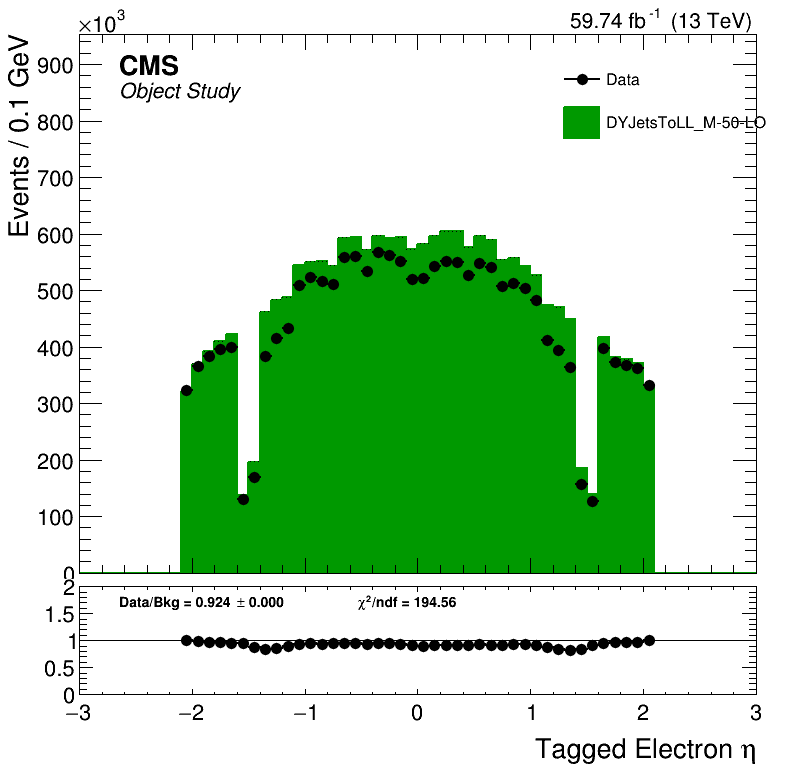 ×10³
59.74 fb⁻¹ (13 TeV)
Events / 0.1 GeV
CMS
Object Study
Data
DYJetsToLL_M-50-LO
900
800
700
600
500
400
300
200
100
0
Data/Bkg = 0.924 ± 0.000
χ²/ndf = 194.56
2
1.5
1
0.5
0
−3 −2 −1 0 1 2 3
Tagged Electron η